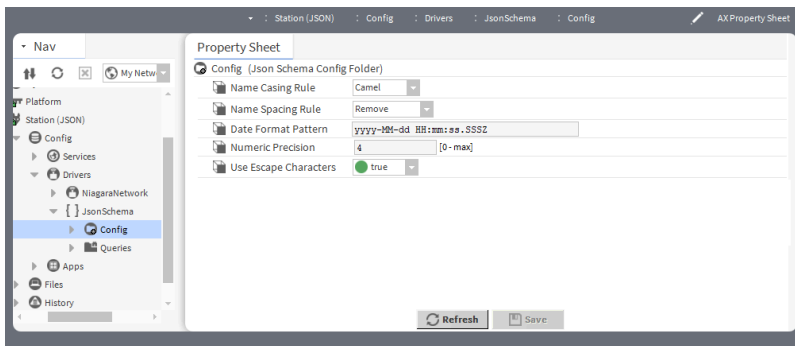 : Station (JSON) : Config : Drivers : JsonSchema : Config AX Property Sheet
Nav
My Netw
Platform
Station (JSON)
Config
Services
Drivers
NiagaraNetwork
{ } JsonSchema
Config
Queries
Apps
Files
History
Property Sheet
Config (Json Schema Config Folder)
Name Casing Rule Camel
Name Spacing Rule Remove
Date Format Pattern yyyy-MM-dd HH:mm:ss.SSSZ
Numeric Precision 4 [0 - max]
Use Escape Characters true
Refresh Save